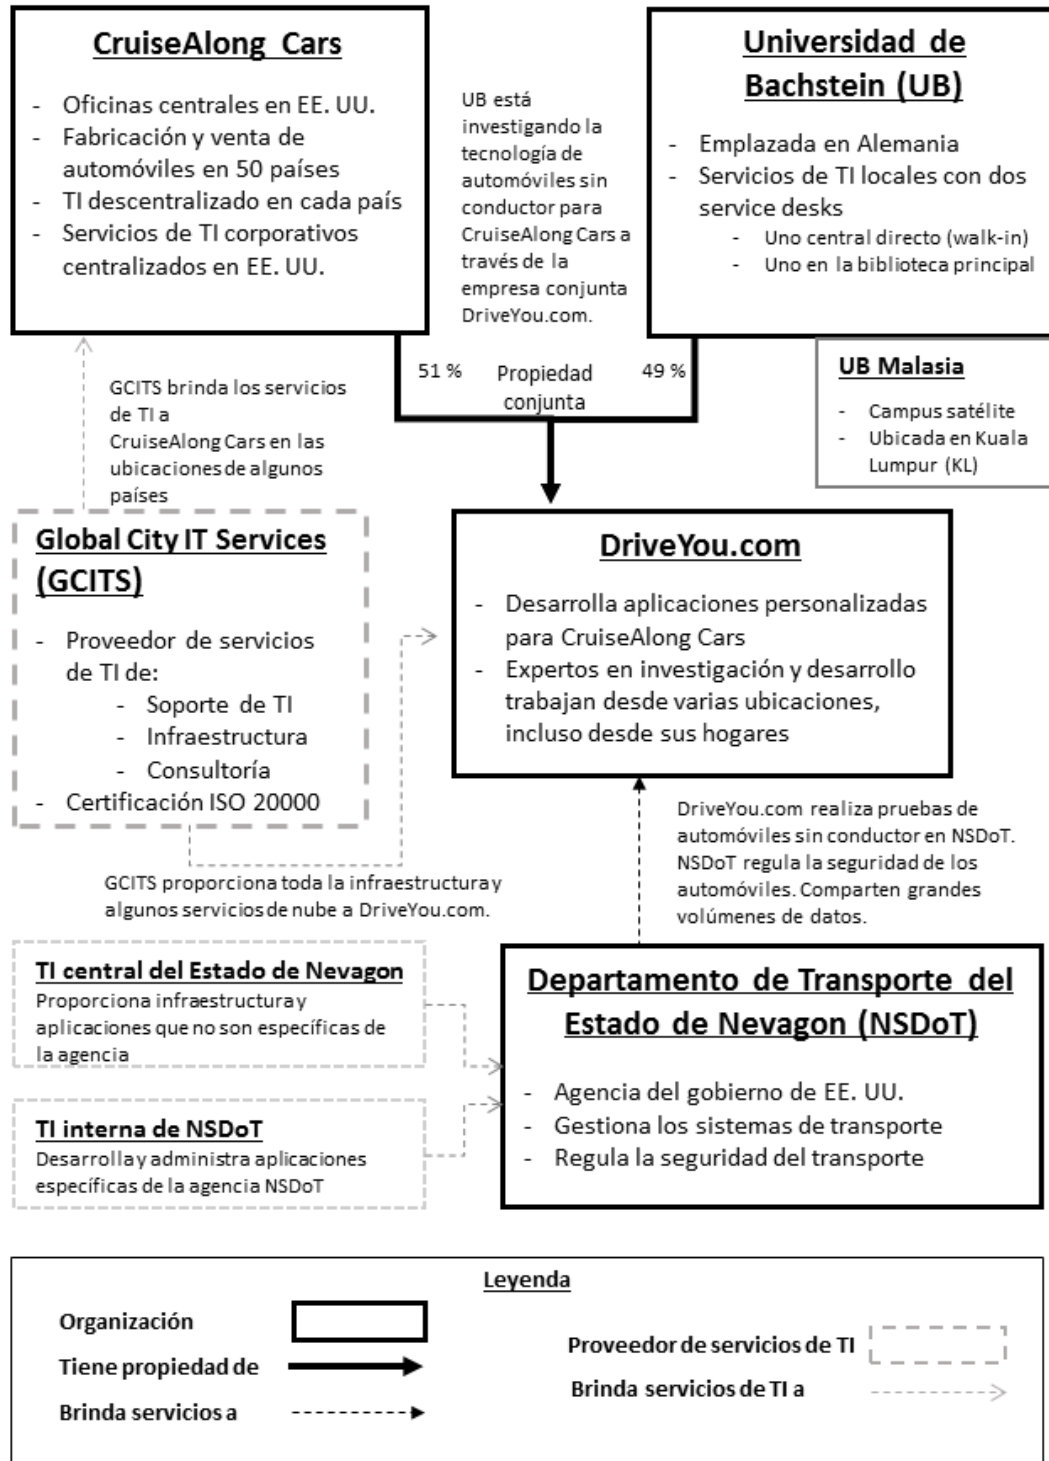 CruiseAlong Cars
- Oficinas centrales en EE. UU.
- Fabricación y venta de
automóviles en 50 países
- TI descentralizado en cada país
- Servicios de TI corporativos
centralizados en EE. UU.
UB está
investigando la
tecnología de
automóviles sin
conductor para
CruiseAlong Cars a
través de la
empresa conjunta
DriveYou.com.
Universidad de
Bachstein (UB)
- Emplazada en Alemania
- Servicios de TI locales con dos
service desks
- Uno central directo (walk-in)
- Uno en la biblioteca principal
UB Malasia
- Campus satélite
- Ubicada en Kuala
Lumpur (KL)
51 %
Propiedad
conjunta
49 %
GCITS brinda los servicios
de TI a
CruiseAlong Cars en las
ubicaciones de algunos
países
Global City IT Services
(GCITS)
- Proveedor de servicios
de TI de:
- Soporte de TI
- Infraestructura
- Consultoría
- Certificación ISO 20000
DriveYou.com
- Desarrolla aplicaciones personalizadas
para CruiseAlong Cars
- Expertos en investigación y desarrollo
trabajan desde varias ubicaciones,
incluso desde sus hogares
GCITS proporciona toda la infraestructura y
algunos servicios de nube a DriveYou.com.
DriveYou.com realiza pruebas de
automóviles sin conductor en NSDoT.
NSDoT regula la seguridad de los
automóviles. Comparten grandes
volúmenes de datos.
TI central del Estado de Nevagon
Proporciona infraestructura y
aplicaciones que no son específicas de
la agencia
TI interna de NSDoT
Desarrolla y administra aplicaciones
específicas de la agencia NSDoT
Departamento de Transporte del
Estado de Nevagon (NSDoT)
- Agencia del gobierno de EE. UU.
- Gestiona los sistemas de transporte
- Regula la seguridad del transporte
Leyenda
Organización
Tiene propiedad de
Brinda servicios a
Proveedor de servicios de TI
Brinda servicios de TI a